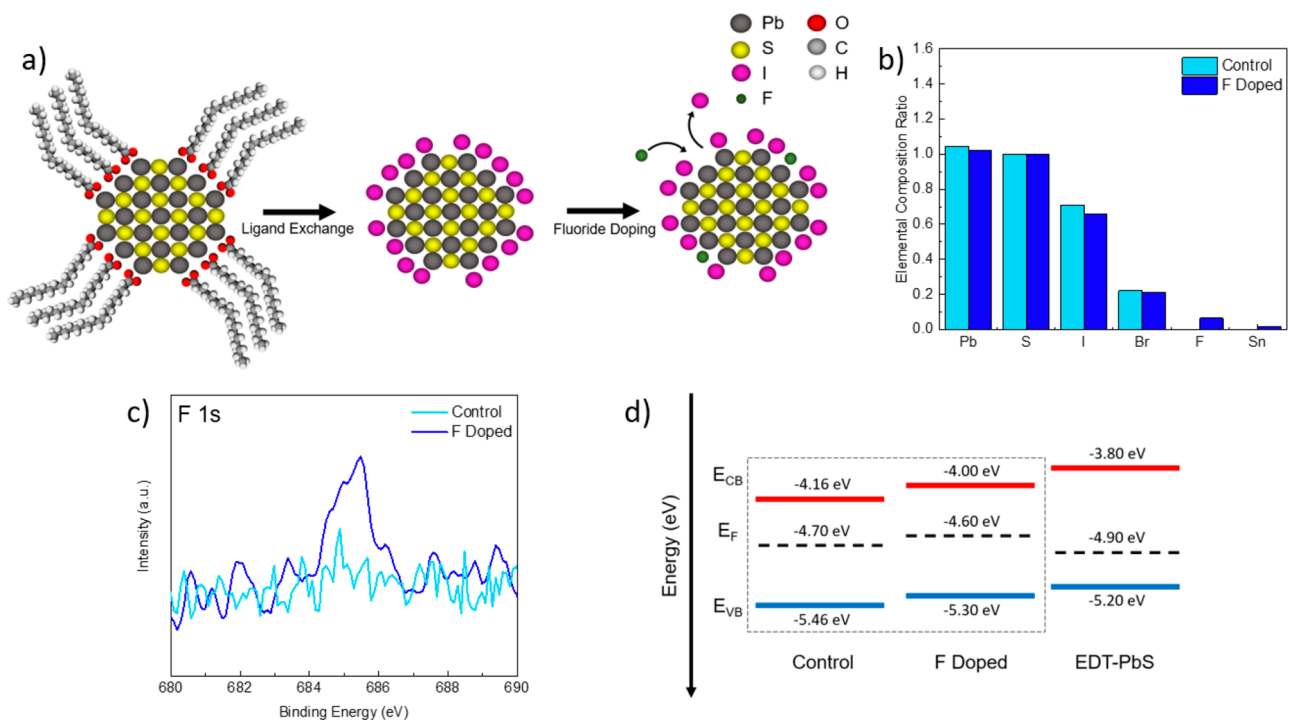 a)
Pb
O
S
C
I
H
F
Ligand Exchange
Fluoride Doping
b)
Elemental Composition Ratio
1.6
1.4
1.2
1.0
0.8
0.6
0.4
0.2
0.0
Control
F Doped
Pb S I Br F Sn
c)
F 1s
Control
F Doped
Intensity (a.u.)
680 682 684 686 688 690
Binding Energy (eV)
d)
Energy (eV)
E_CB
-4.16 eV
-4.00 eV
-3.80 eV
E_F
-4.70 eV
-4.60 eV
-4.90 eV
E_VB
-5.46 eV
-5.30 eV
-5.20 eV
Control
F Doped
EDT-PbS